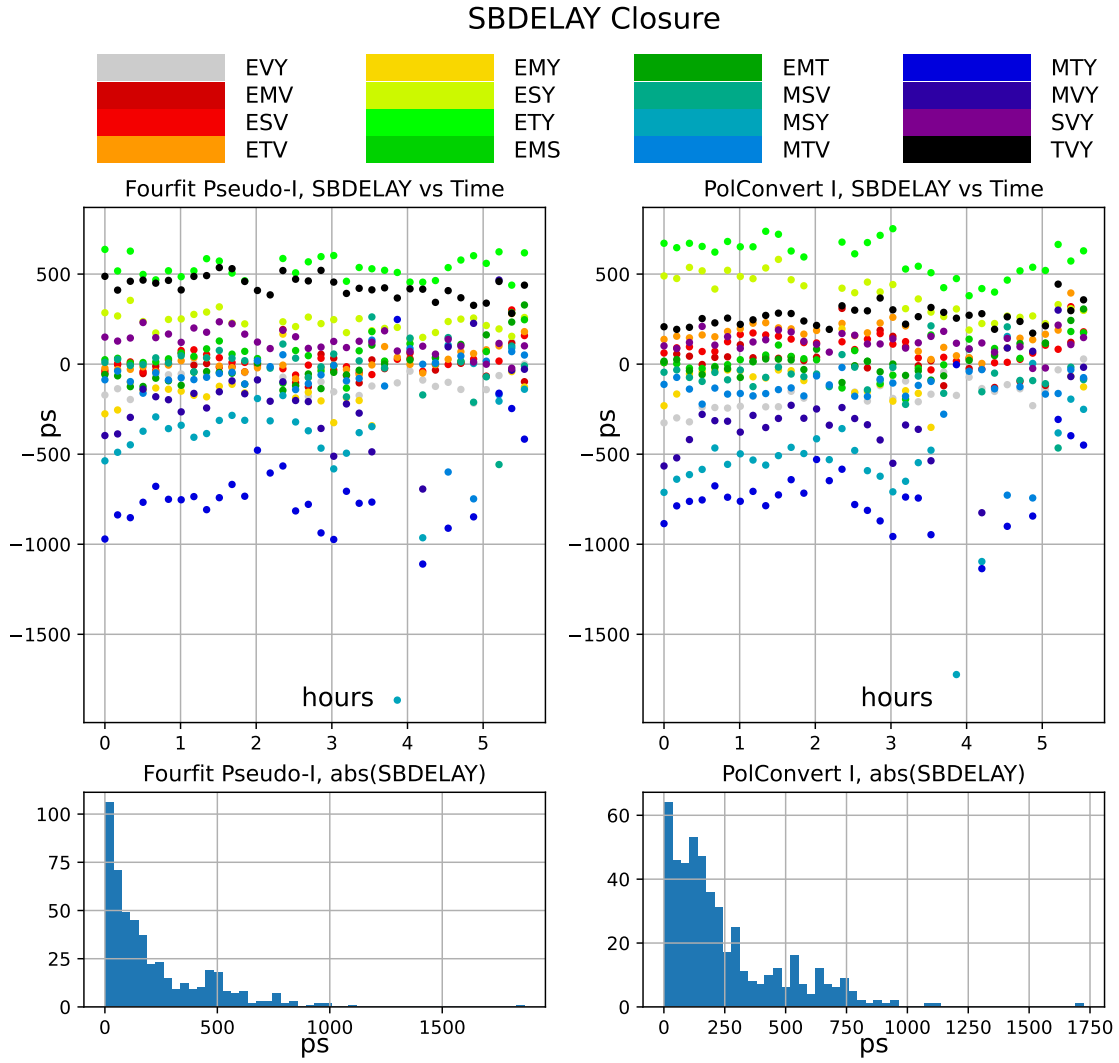 SBDELAY Closure
EVY EMY EMT MTY
EMV ESY MSV MVY
ESV ETY MSY SVY
ETV EMS MTV TVY
Fourfit Pseudo-I, SBDELAY vs Time
500
0
−500
−1000
−1500
ps
hours
0 1 2 3 4 5
PolConvert I, SBDELAY vs Time
500
0
−500
−1000
−1500
ps
hours
0 1 2 3 4 5
Fourfit Pseudo-I, abs(SBDELAY)
100
75
50
25
0
0 500 1000 1500
ps
PolConvert I, abs(SBDELAY)
60
40
20
0
0 250 500 750 1000 1250 1500 1750
ps